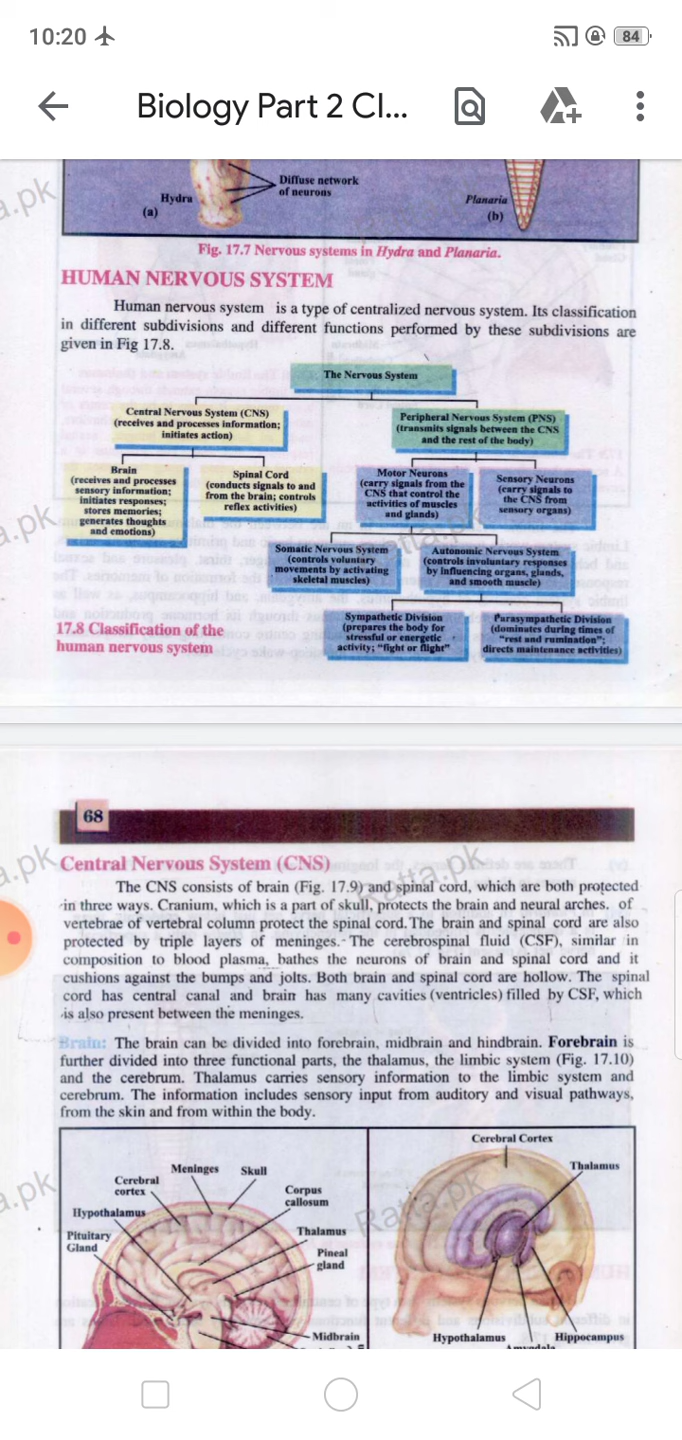 10:20
84
Biology Part 2 Cl...
Diffuse network
of neurons
Hydra
(a)
Planaria
(b)
a.pk
Fig. 17.7 Nervous systems in Hydra and Planaria.
HUMAN NERVOUS SYSTEM
Human nervous system is a type of centralized nervous system. Its classification
in different subdivisions and different functions performed by these subdivisions are
given in Fig 17.8.
The Nervous System
Central Nervous System (CNS)
(receives and processes information;
initiates action)
Peripheral Nervous System (PNS)
(transmits signals between the CNS
and the rest of the body)
Brain
(receives and processes
sensory information;
initiates responses;
stores memories;
generates thoughts
and emotions)
Spinal Cord
(conducts signals to and
from the brain; controls
reflex activities)
Motor Neurons
(carry signals from the
CNS that control the
activities of muscles
and glands)
Sensory Neurons
(carry signals to
the CNS from
sensory organs)
a.pk
Somatic Nervous System
(controls voluntary
movements by activating
skeletal muscles)
Autonomic Nervous System
(controls involuntary responses
by influencing organs, glands,
and smooth muscle)
Sympathetic Division
(prepares the body for
stressful or energetic
activity; "fight or flight"
Parasympathetic Division
(dominates during times of
"rest and rumination";
directs maintenance activities)
17.8 Classification of the
human nervous system
68
a.pk
Ratta.pk
Central Nervous System (CNS)
The CNS consists of brain (Fig. 17.9) and spinal cord, which are both protected
in three ways. Cranium, which is a part of skull, protects the brain and neural arches. of
vertebrae of vertebral column protect the spinal cord. The brain and spinal cord are also
protected by triple layers of meninges. The cerebrospinal fluid (CSF), similar in
composition to blood plasma, bathes the neurons of brain and spinal cord and it
cushions against the bumps and jolts. Both brain and spinal cord are hollow. The spinal
cord has central canal and brain has many cavities (ventricles) filled by CSF, which
is also present between the meninges.
Brain: The brain can be divided into forebrain, midbrain and hindbrain. Forebrain is
further divided into three functional parts, the thalamus, the limbic system (Fig. 17.10)
and the cerebrum. Thalamus carries sensory information to the limbic system and
cerebrum. The information includes sensory input from auditory and visual pathways,
from the skin and from within the body.
a.pk
Ratta.pk
Meninges
Skull
Cerebral
cortex
Corpus
callosum
Hypothalamus
Pituitary
Gland
Thalamus
Pineal
gland
Midbrain
Cerebral Cortex
Thalamus
Hypothalamus
Hippocampus